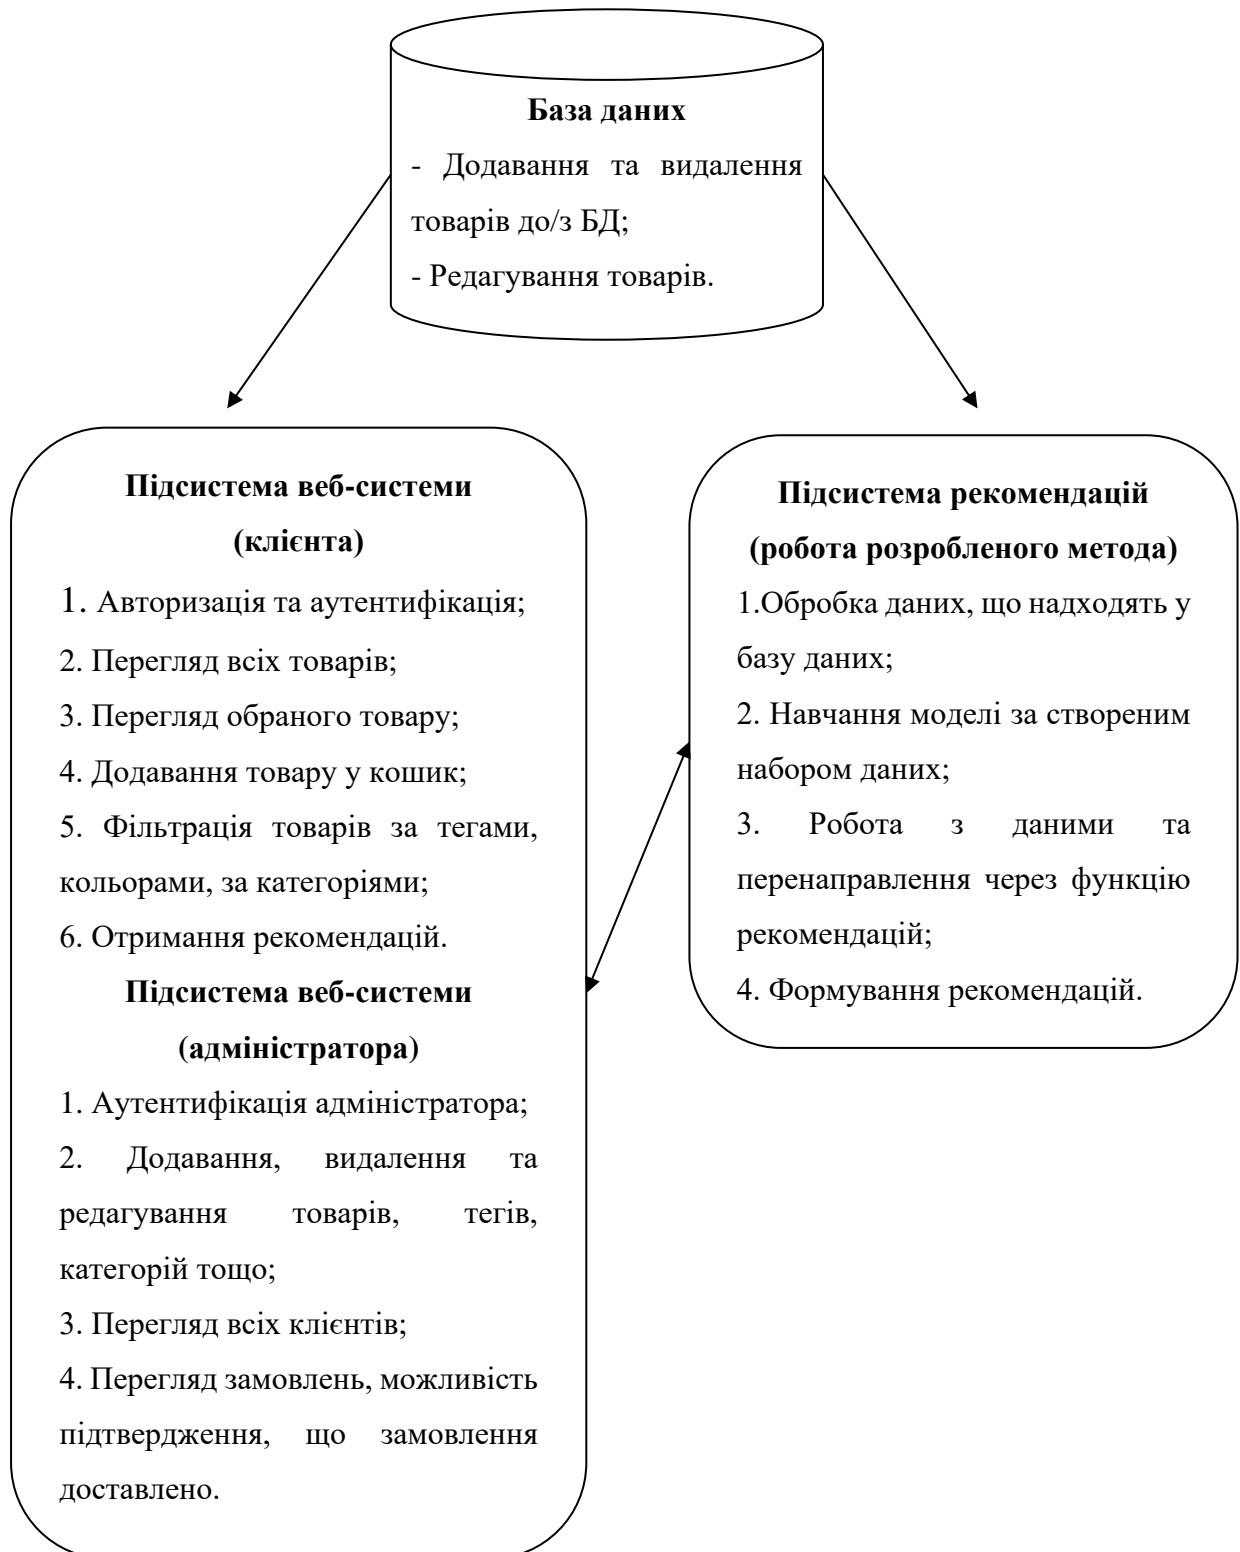 База даних
- Додавання та видалення
товарів до/з БД;
- Редагування товарів.
Підсистема веб-системи
(клієнта)
1. Авторизація та аутентифікація;
2. Перегляд всіх товарів;
3. Перегляд обраного товару;
4. Додавання товару у кошик;
5. Фільтрація товарів за тегами,
кольорами, за категоріями;
6. Отримання рекомендацій.
Підсистема веб-системи
(адміністратора)
1. Аутентифікація адміністратора;
2. Додавання, видалення та
редагування товарів, тегів,
категорій тощо;
3. Перегляд всіх клієнтів;
4. Перегляд замовлень, можливість
підтвердження, що замовлення
доставлено.
Підсистема рекомендацій
(робота розробленого метода)
1.Обробка даних, що надходять у
базу даних;
2. Навчання моделі за створеним
набором даних;
3. Робота з даними та
перенаправлення через функцію
рекомендацій;
4. Формування рекомендацій.